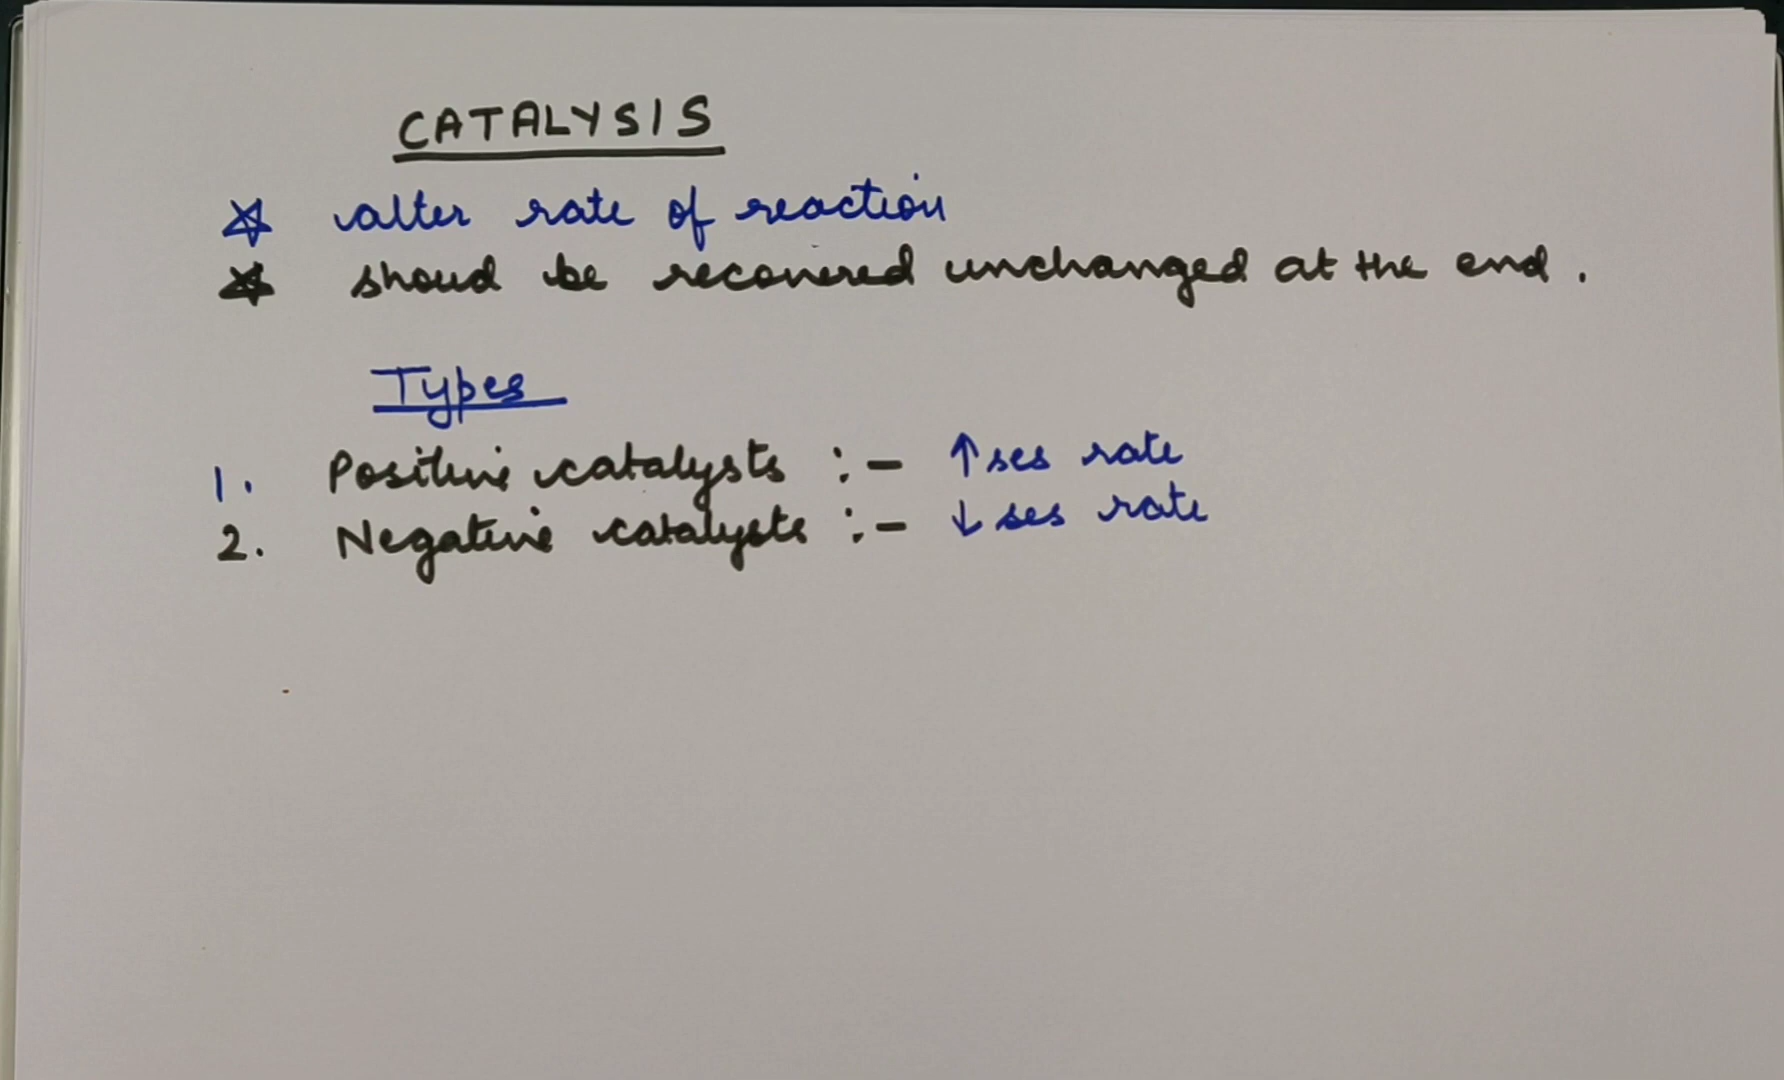 CATALYSIS
☆ alter rate of reaction
☆ shoud be recovered unchanged at the end .
Types
1. Positive catalysts :- ↑ses rate
2. Negative catalysts :- ↓ses rate